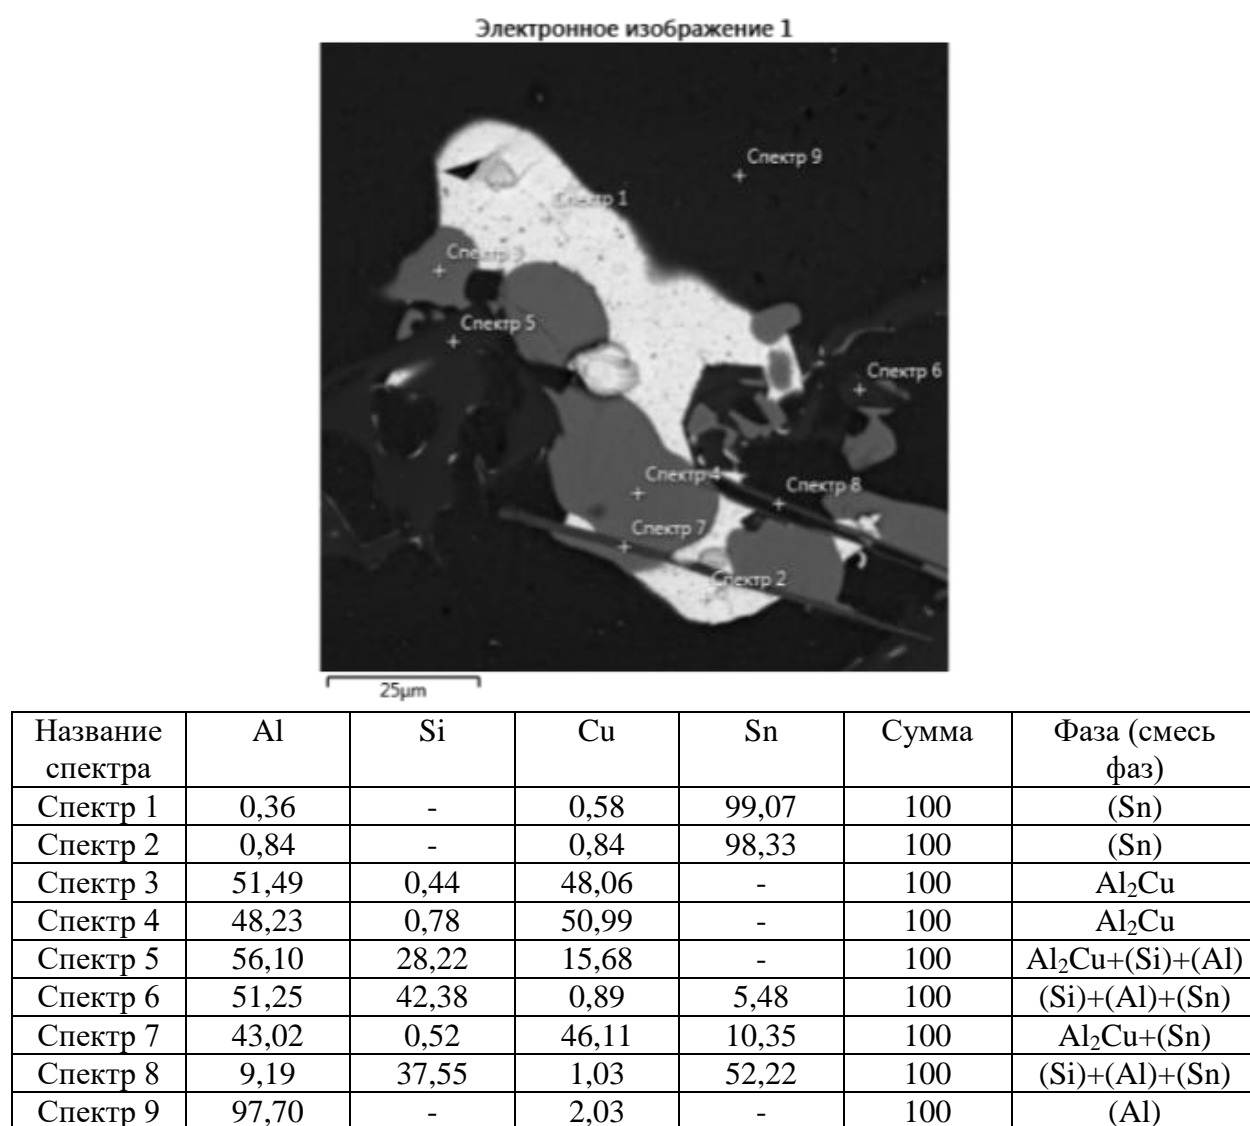 Электронное изображение 1
Спектр 9
Спектр 1
Спектр 3
Спектр 5
Спектр 6
Спектр 4
Спектр 8
Спектр 7
Спектр 2
25µm
Название спектра Al Si Cu Sn Сумма Фаза (смесь фаз)
Спектр 1 0,36 - 0,58 99,07 100 (Sn)
Спектр 2 0,84 - 0,84 98,33 100 (Sn)
Спектр 3 51,49 0,44 48,06 - 100 Al₂Cu
Спектр 4 48,23 0,78 50,99 - 100 Al₂Cu
Спектр 5 56,10 28,22 15,68 - 100 Al₂Cu+(Si)+(Al)
Спектр 6 51,25 42,38 0,89 5,48 100 (Si)+(Al)+(Sn)
Спектр 7 43,02 0,52 46,11 10,35 100 Al₂Cu+(Sn)
Спектр 8 9,19 37,55 1,03 52,22 100 (Si)+(Al)+(Sn)
Спектр 9 97,70 - 2,03 - 100 (Al)